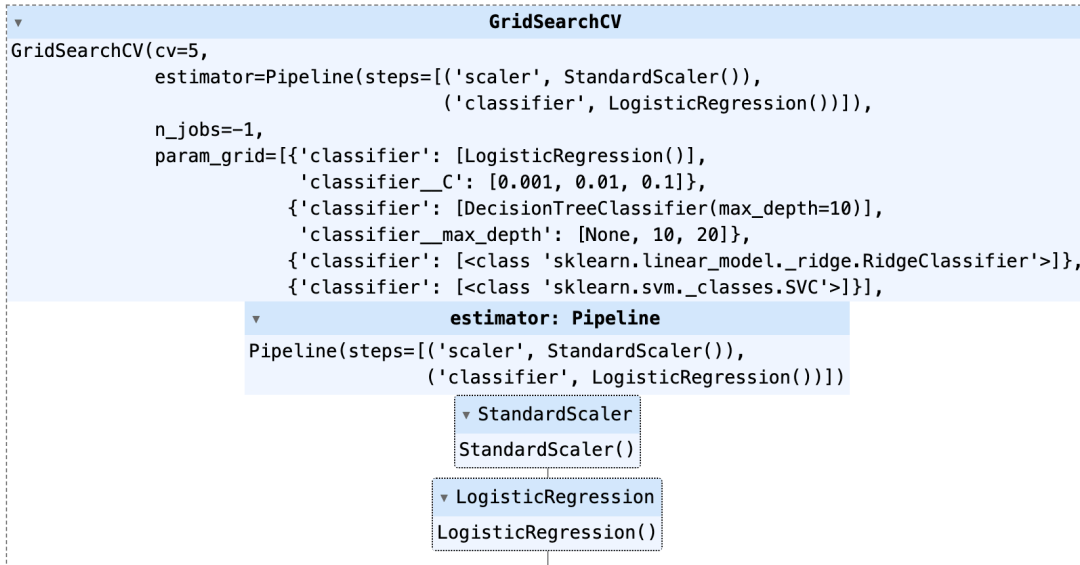 GridSearchCV
GridSearchCV(cv=5,
estimator=Pipeline(steps=[('scaler', StandardScaler()),
('classifier', LogisticRegression())]),
n_jobs=-1,
param_grid=[{'classifier': [LogisticRegression()],
'classifier__C': [0.001, 0.01, 0.1]},
{'classifier': [DecisionTreeClassifier(max_depth=10)],
'classifier__max_depth': [None, 10, 20]},
{'classifier': [<class 'sklearn.linear_model._ridge.RidgeClassifier'>]},
{'classifier': [<class 'sklearn.svm._classes.SVC'>]}],
estimator: Pipeline
Pipeline(steps=[('scaler', StandardScaler()),
('classifier', LogisticRegression())])
StandardScaler
StandardScaler()
LogisticRegression
LogisticRegression()